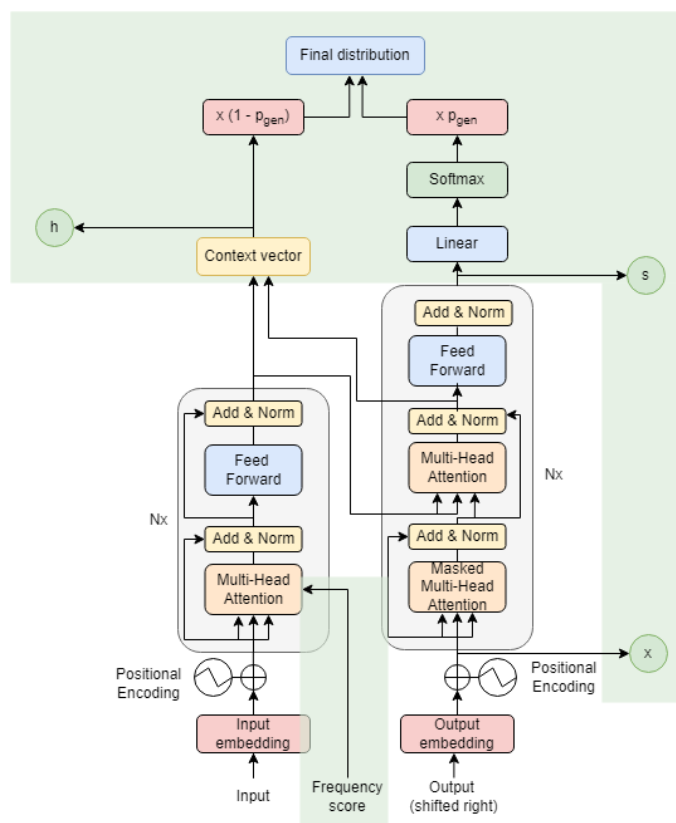 Final distribution
x (1 - pgen)
x pgen
Softmax
h
Linear
Context vector
s
Add & Norm
Feed
Forward
Add & Norm
Add & Norm
Multi-Head
Attention
Feed
Forward
Nx
Nx
Add & Norm
Add & Norm
Multi-Head
Attention
Masked
Multi-Head
Attention
x
Positional
Encoding
Positional
Encoding
Input
embedding
Output
embedding
Input
Frequency
score
Output
(shifted right)